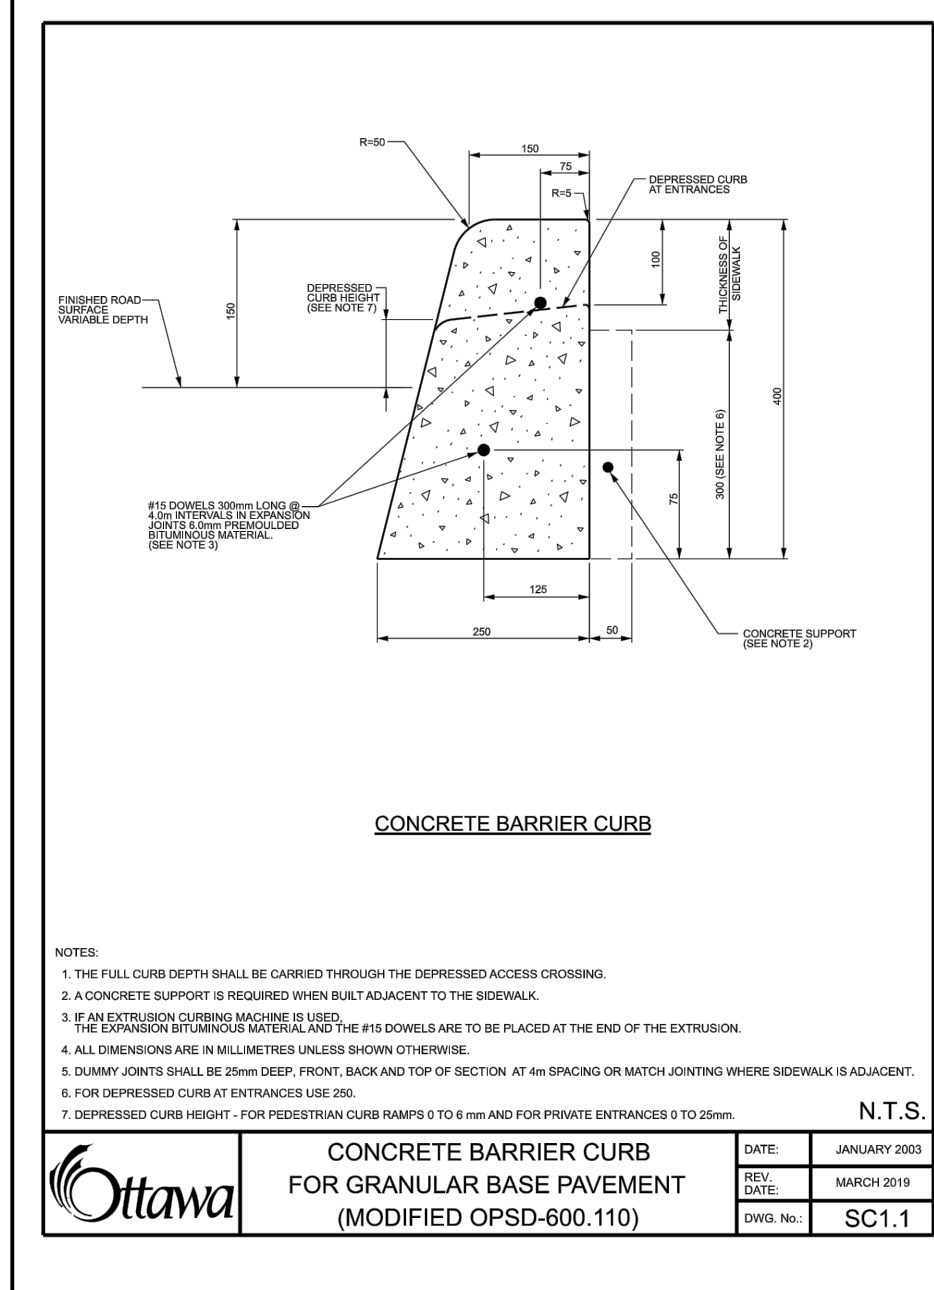 R=50
150
75
DEPRESSED CURB
AT ENTRANCES
R=5
100
THICKNESS OF
SIDEWALK
DEPRESSED
CURB HEIGHT
(SEE NOTE 7)
FINISHED ROAD
SURFACE
VARIABLE DEPTH
150
400
300 (SEE NOTE 6)
75
#15 DOWELS 300mm LONG @
4.0m INTERVALS IN EXPANSION
JOINTS 6.0mm PREMOULDED
BITUMINOUS MATERIAL.
(SEE NOTE 3)
125
250
50
CONCRETE SUPPORT
(SEE NOTE 2)
CONCRETE BARRIER CURB
NOTES:
1. THE FULL CURB DEPTH SHALL BE CARRIED THROUGH THE DEPRESSED ACCESS CROSSING.
2. A CONCRETE SUPPORT IS REQUIRED WHEN BUILT ADJACENT TO THE SIDEWALK.
3. IF AN EXTRUSION CURBING MACHINE IS USED,
THE EXPANSION BITUMINOUS MATERIAL AND THE #15 DOWELS ARE TO BE PLACED AT THE END OF THE EXTRUSION.
4. ALL DIMENSIONS ARE IN MILLIMETRES UNLESS SHOWN OTHERWISE.
5. DUMMY JOINTS SHALL BE 25mm DEEP, FRONT, BACK AND TOP OF SECTION AT 4m SPACING OR MATCH JOINTING WHERE SIDEWALK IS ADJACENT.
6. FOR DEPRESSED CURB AT ENTRANCES USE 250.
7. DEPRESSED CURB HEIGHT - FOR PEDESTRIAN CURB RAMPS 0 TO 6 mm AND FOR PRIVATE ENTRANCES 0 TO 25mm.
N.T.S.
Ottawa
CONCRETE BARRIER CURB
FOR GRANULAR BASE PAVEMENT
(MODIFIED OPSD-600.110)
DATE: JANUARY 2003
REV.
DATE: MARCH 2019
DWG. No.: SC1.1